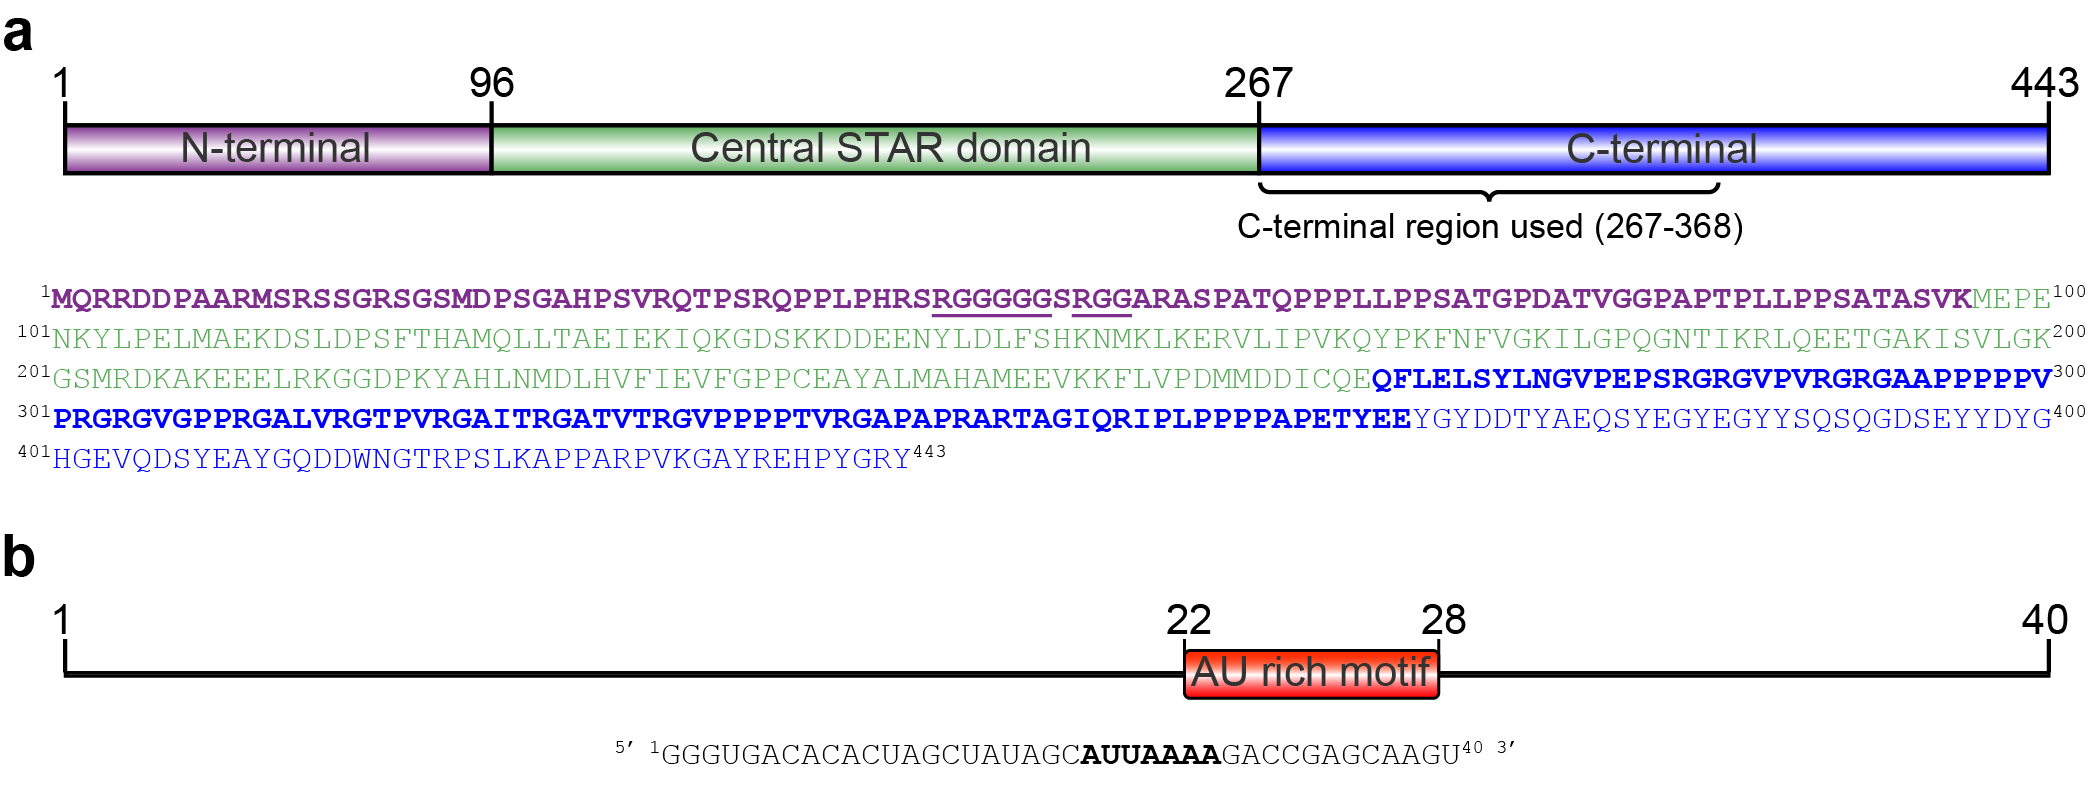 a
1 96 267 443
N-terminal Central STAR domain C-terminal
C-terminal region used (267-368)
1MQRRDDPAARMSRSSGRSGSMDPSGAHPSVRQTPSRQPPLPHRSRGGGGGSRGGARASPATQPPPLLPPSATGPDATVGGPAPTPLLPPSATASVKMEPE100
101NKYLPELMAEKDSLDPSFTHAMQLLTAEIEKIQKGDSKKDDEENYLDLFSHKNMKLKERVLIPVKQYPKFNFVGKILGPQGNTIKRLQEETGAKISVLGK200
201GSMRDKAKEEELRKGGDPKYAHLNMDLHVFIEVFGPPCEAYALMAHAMEEVKKFLVPDMMDDICQEQFLELSYLNGVPEPSRGRGVPVRGRGAAPPPPPV300
301PRGRGVGPPRGALVRGTPVRGAITRGATVTRGVPPPPTVRGAPAPRARTAGIQRIPLPPPPAPETYEEYGYDDTYAEQSYEGYEGYYSQSQGDSEYYDYG400
401HGEVQDSYEAYGQDDWNGTRPSLKAPPARPVKGAYREHPYGRY443
b
1 22 28 40
AU rich motif
5′ 1GGGUGACACACUAGCUAUAGCAUUAAAAGACCGAGCAAGU40 3′